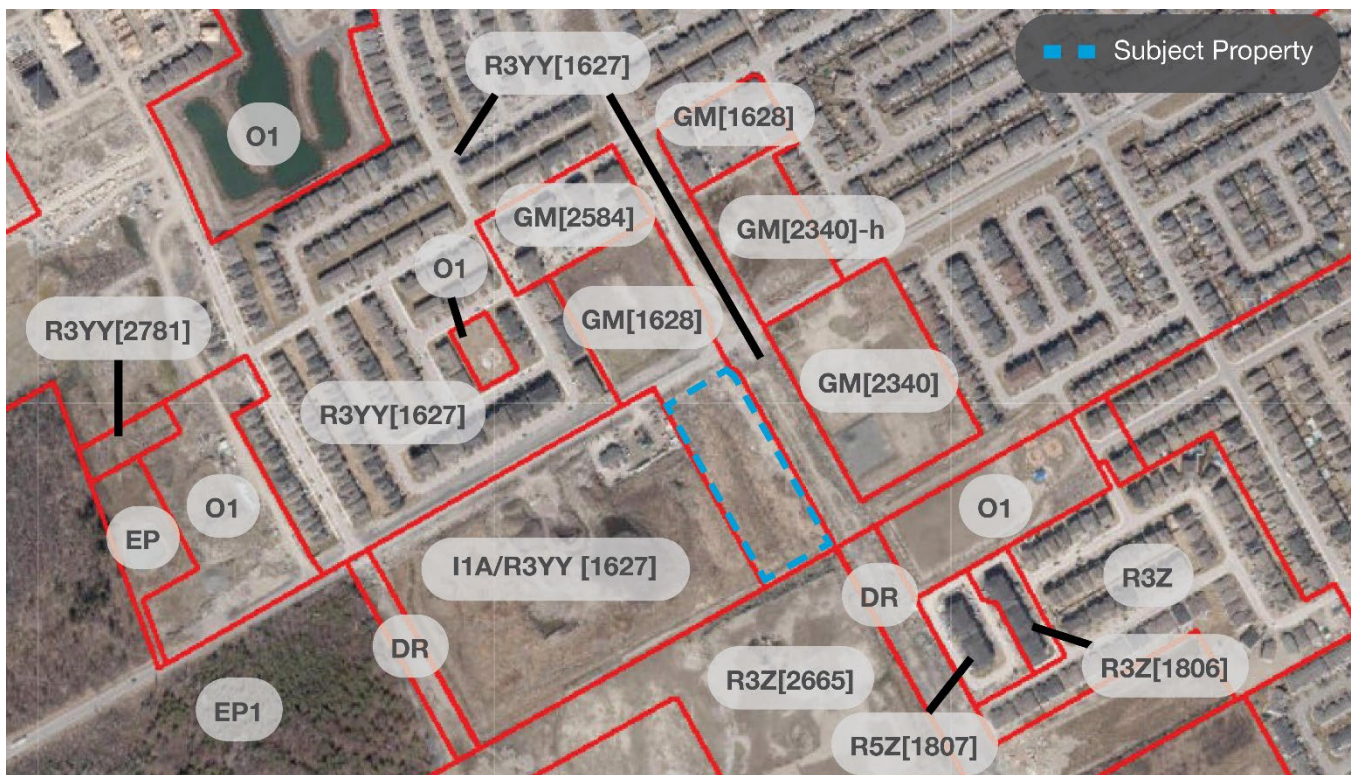 Subject Property
R3YY[1627]
GM[1628]
O1
GM[2584]
GM[2340]-h
O1
R3YY[2781]
GM[1628]
GM[2340]
R3YY[1627]
O1
O1
EP
I1A/R3YY [1627]
R3Z
DR
DR
R3Z[1806]
R3Z[2665]
EP1
R5Z[1807]